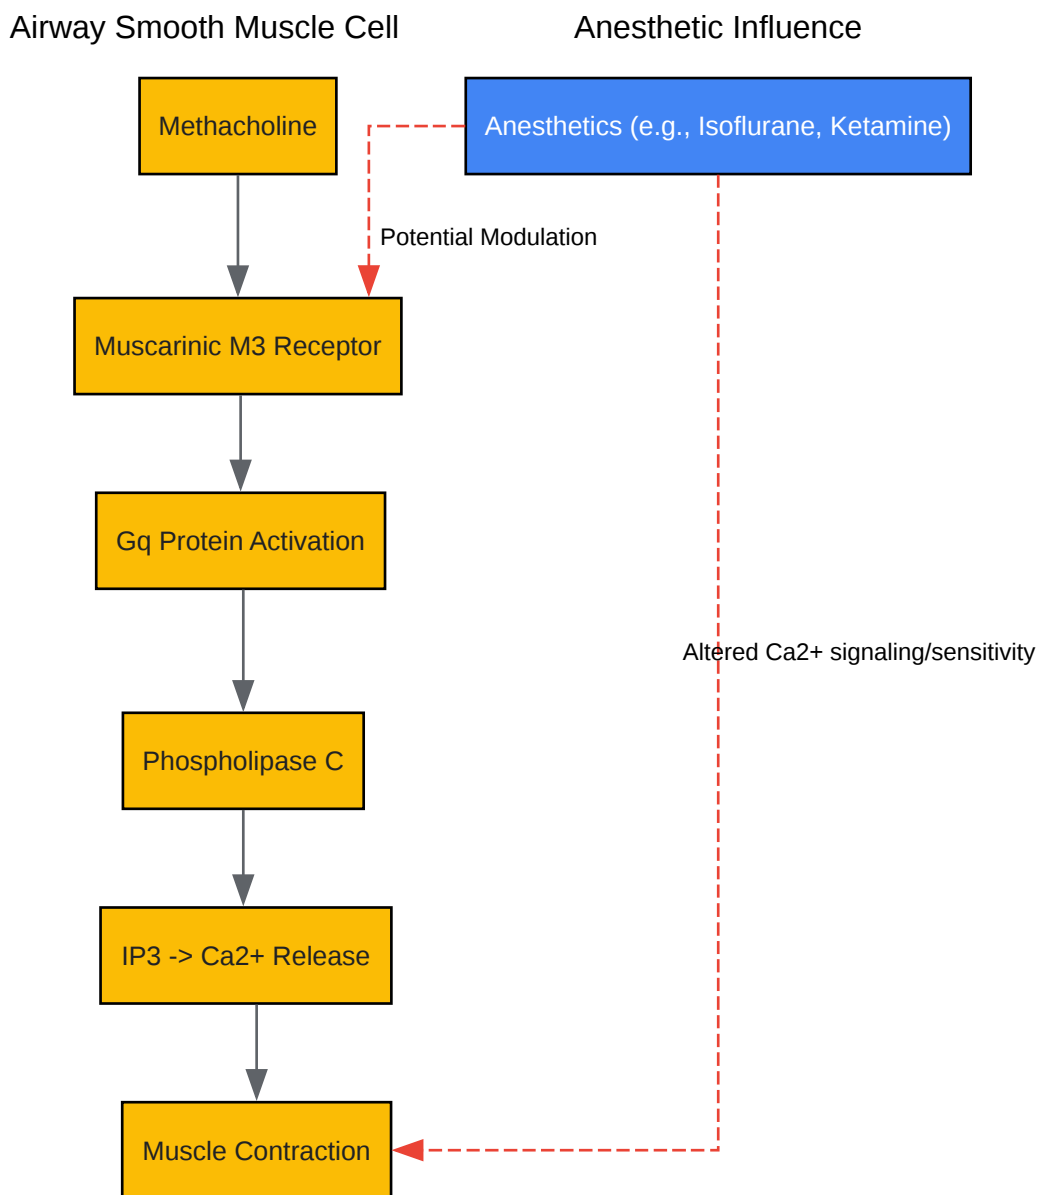 Airway Smooth Muscle Cell
Anesthetic Influence
Methacholine
Anesthetics (e.g., Isoflurane, Ketamine)
Potential Modulation
Muscarinic M3 Receptor
Gq Protein Activation
Altered Ca2+ signaling/sensitivity
Phospholipase C
IP3 -> Ca2+ Release
Muscle Contraction